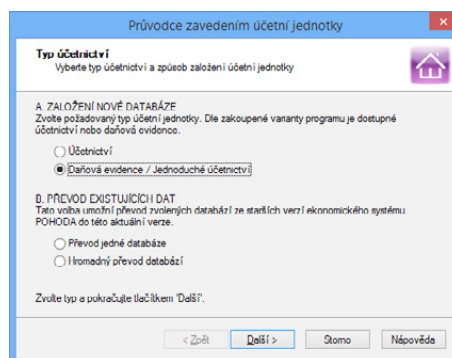 Průvodce zavedením účetní jednotky
Typ účetnictví
Vyberte typ účetnictví a způsob založení účetní jednotky
A. ZALOŽENÍ NOVÉ DATABÁZE
Zvolte požadovaný typ účetní jednotky. Dle zakoupené varianty programu je dostupné
účetnictví nebo daňová evidence.
Účetnictví
Daňová evidence / Jednoduché účetnictví
B. PŘEVOD EXISTUJÍCÍCH DAT
Tato volba umožní převod zvolených databází ze starších verzí ekonomického systému
POHODA do této aktuální verze.
Převod jedné databáze
Hromadný převod databází
Zvolte typ a pokračujte tlačítkem 'Další'.
< Zpět Další > Storno Nápověda